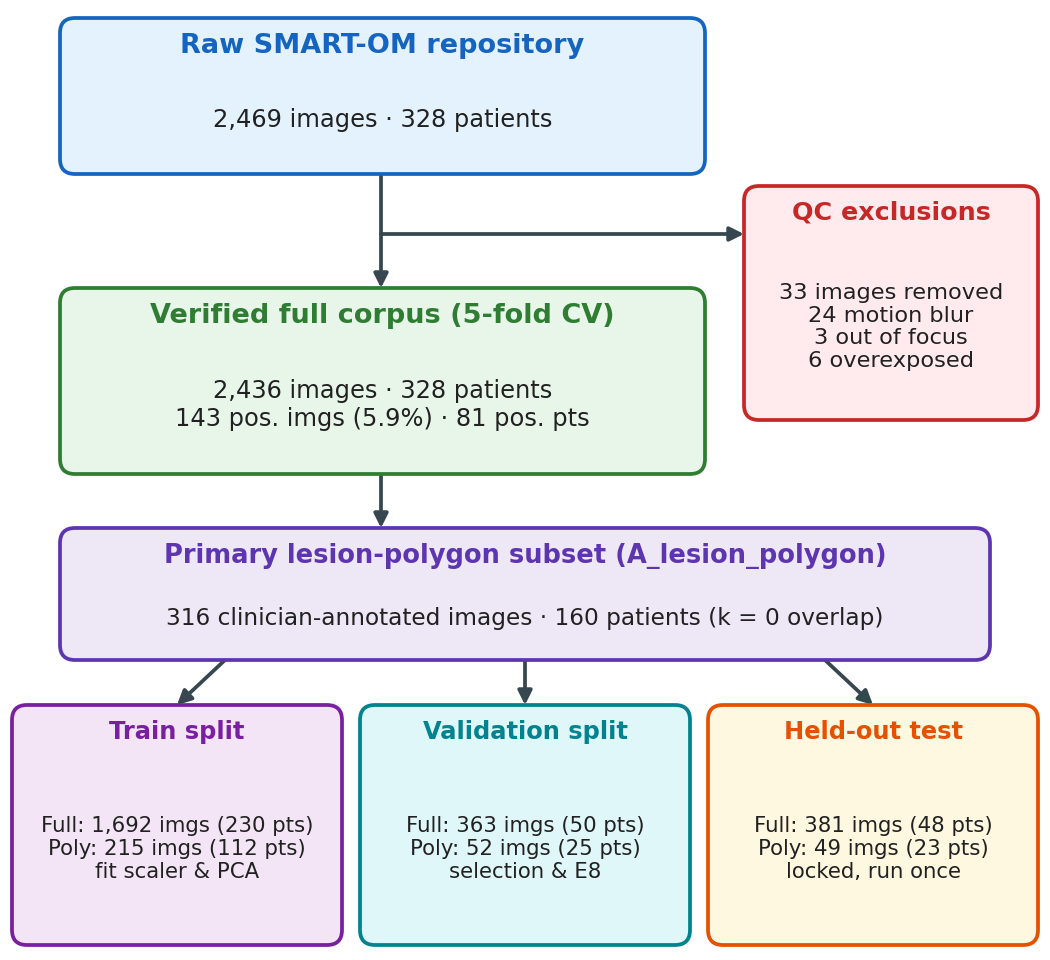 Raw SMART-OM repository
2,469 images · 328 patients
QC exclusions
33 images removed
24 motion blur
3 out of focus
6 overexposed
Verified full corpus (5-fold CV)
2,436 images · 328 patients
143 pos. imgs (5.9%) · 81 pos. pts
Primary lesion-polygon subset (A_lesion_polygon)
316 clinician-annotated images · 160 patients (k = 0 overlap)
Train split
Full: 1,692 imgs (230 pts)
Poly: 215 imgs (112 pts)
fit scaler & PCA
Validation split
Full: 363 imgs (50 pts)
Poly: 52 imgs (25 pts)
selection & E8
Held-out test
Full: 381 imgs (48 pts)
Poly: 49 imgs (23 pts)
locked, run once